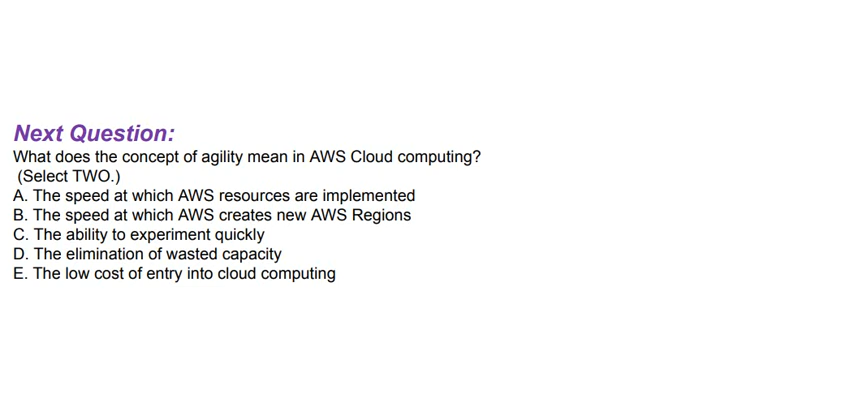 Next Question:
What does the concept of agility mean in AWS Cloud computing?
(Select TWO.)
A. The speed at which AWS resources are implemented
B. The speed at which AWS creates new AWS Regions
C. The ability to experiment quickly
D. The elimination of wasted capacity
E. The low cost of entry into cloud computing